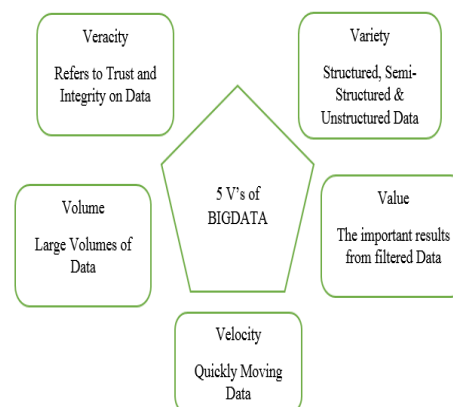 Veracity
Refers to Trust and
Integrity on Data
Variety
Structured, Semi-
Structured &
Unstructured Data
5 V's of
BIGDATA
Volume
Large Volumes of
Data
Value
The important results
from filtered Data
Velocity
Quickly Moving
Data